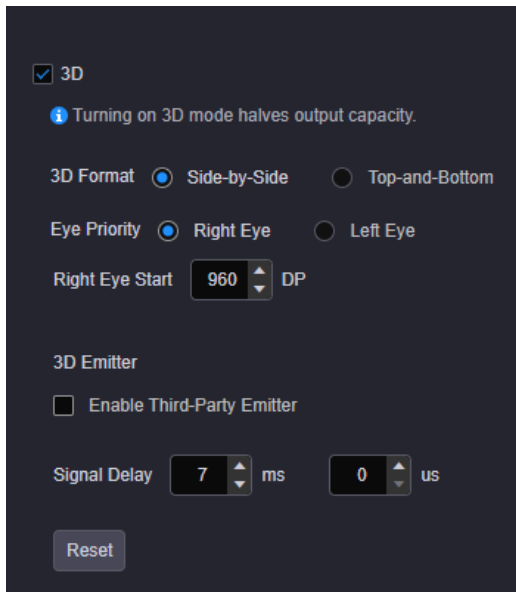 3D
Turning on 3D mode halves output capacity.
3D Format Side-by-Side Top-and-Bottom
Eye Priority Right Eye Left Eye
Right Eye Start 960 DP
3D Emitter
Enable Third-Party Emitter
Signal Delay 7 ms 0 us
Reset